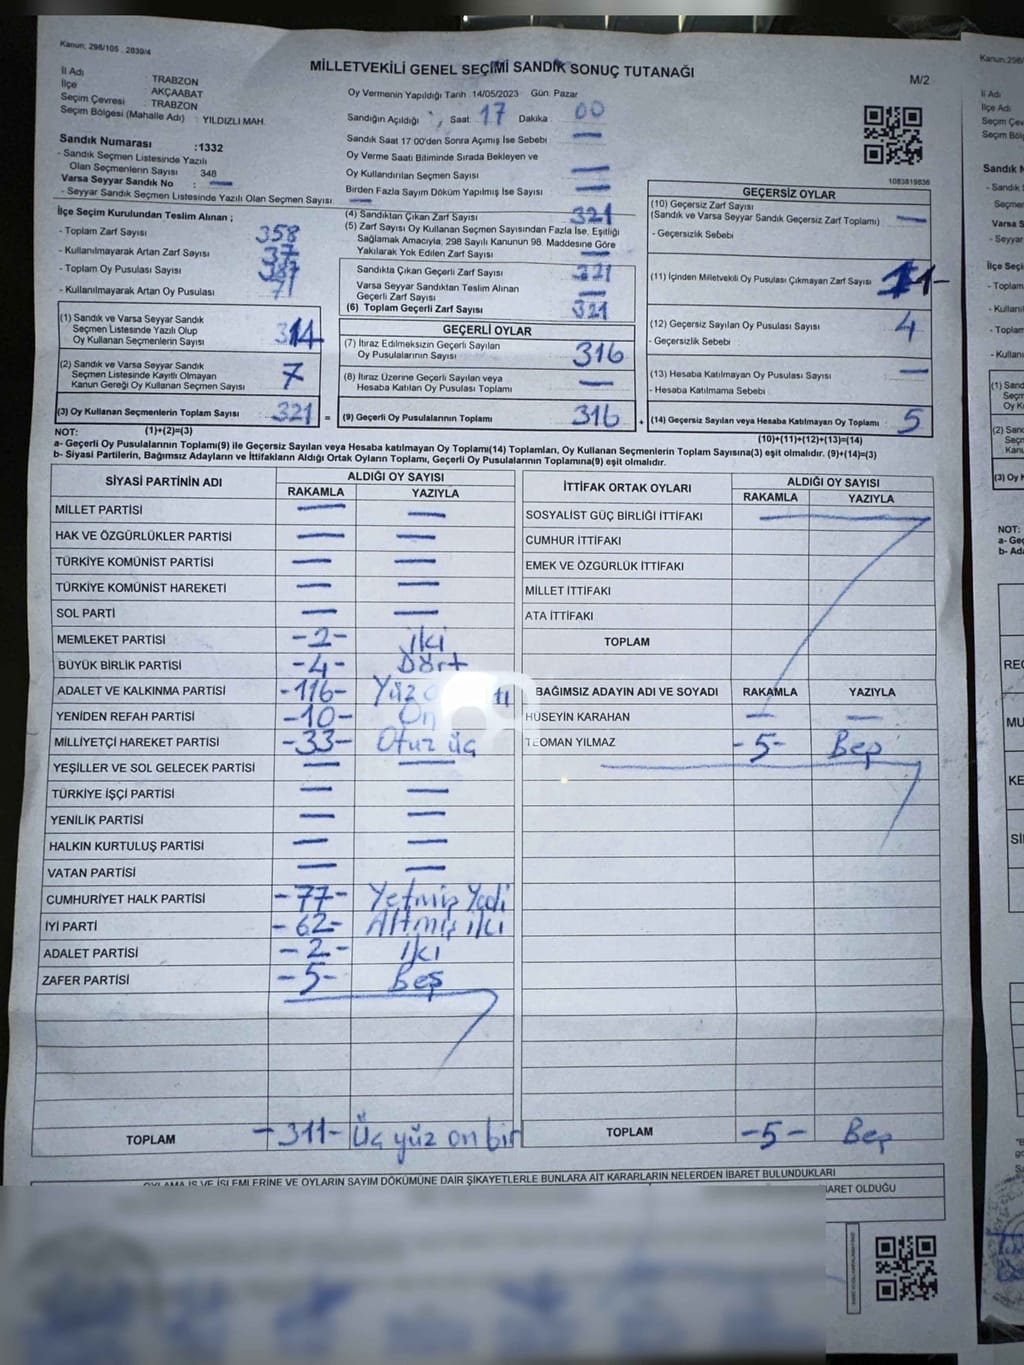 Kanun: 298/105 . 2839/4
MİLLETVEKİLİ GENEL SEÇİMİ SANDIK SONUÇ TUTANAĞI
M/2
İl Adı : TRABZON
İlçe : AKÇAABAT
Seçim Çevresi : TRABZON
Seçim Bölgesi (Mahalle Adı) : YILDIZLI MAH.
Oy Vermenin Yapıldığı Tarih :14/05/2023 Gün: Pazar
Sandığın Açıldığı Saat: 17 Dakika : 00
Sandık Saat 17:00'den Sonra Açımış İse Sebebi —
Oy Verme Saati Bitiminde Sırada Bekleyen ve
Oy Kullandırılan Seçmen Sayısı —
Birden Fazla Sayım Döküm Yapılmış İse Sayısı —
Sandık Numarası :1332
- Sandık Seçmen Listesinde Yazılı
Olan Seçmenlerin Sayısı : 348
Varsa Seyyar Sandık No : —
- Seyyar Sandık Seçmen Listesinde Yazılı Olan Seçmen Sayısı: —
1083819836
İlçe Seçim Kurulundan Teslim Alınan ;
- Toplam Zarf Sayısı 358
- Kullanılmayarak Artan Zarf Sayısı 37
- Toplam Oy Pusulası Sayısı
- Kullanılmayarak Artan Oy Pusulası 71
(1) Sandık ve Varsa Seyyar Sandık
Seçmen Listesinde Yazılı Olup
Oy Kullanan Seçmenlerin Sayısı 314
(2) Sandık ve Varsa Seyyar Sandık
Seçmen Listesinde Kayıtlı Olmayan
Kanun Gereği Oy Kullanan Seçmen Sayısı 7
(3) Oy Kullanan Seçmenlerin Toplam Sayısı 321 =
(4) Sandıktan Çıkan Zarf Sayısı 321
(5) Zarf Sayısı Oy Kullanan Seçmen Sayısından Fazla İse, Eşitliği
Sağlamak Amacıyla, 298 Sayılı Kanunun 98. Maddesine Göre
Yakılarak Yok Edilen Zarf Sayısı —
Sandıkta Çıkan Geçerli Zarf Sayısı 321
Varsa Seyyar Sandıktan Teslim Alınan
Geçerli Zarf Sayısı —
(6) Toplam Geçerli Zarf Sayısı 321
GEÇERLİ OYLAR
(7) İtiraz Edilmeksizin Geçerli Sayılan
Oy Pusulalarının Sayısı 316
(8) İtiraz Üzerine Geçerli Sayılan veya
Hesaba Katılan Oy Pusulası Toplamı —
(9) Geçerli Oy Pusulalarının Toplamı 316 +
GEÇERSİZ OYLAR
(10) Geçersiz Zarf Sayısı
(Sandık ve Varsa Seyyar Sandık Geçersiz Zarf Toplamı) —
- Geçersizlik Sebebi :
(11) İçinden Milletvekili Oy Pusulası Çıkmayan Zarf Sayısı
(12) Geçersiz Sayılan Oy Pusulası Sayısı 4
- Geçersizlik Sebebi :
(13) Hesaba Katılmayan Oy Pusulası Sayısı —
- Hesaba Katılmama Sebebi :
(14) Geçersiz Sayılan veya Hesaba Katılmayan Oy Toplamı 5
NOT: (1)+(2)=(3) (10)+(11)+(12)+(13)=(14)
a- Geçerli Oy Pusulalarının Toplamı(9) ile Geçersiz Sayılan veya Hesaba katılmayan Oy Toplamı(14) Toplamları, Oy Kullanan Seçmenlerin Toplam Sayısına(3) eşit olmalıdır. (9)+(14)=(3)
b- Siyasi Partilerin, Bağımsız Adayların ve İttifakların Aldığı Ortak Oyların Toplamı, Geçerli Oy Pusulalarının Toplamına(9) eşit olmalıdır.
SİYASİ PARTİNİN ADI ALDIĞI OY SAYISI
RAKAMLA YAZIYLA
MİLLET PARTİSİ — —
HAK VE ÖZGÜRLÜKLER PARTİSİ — —
TÜRKİYE KOMÜNİST PARTİSİ — —
TÜRKİYE KOMÜNİST HAREKETİ — —
SOL PARTİ — —
MEMLEKET PARTİSİ -2- iki
BÜYÜK BİRLİK PARTİSİ -4- Dört
ADALET VE KALKINMA PARTİSİ -116- Yüz
YENİDEN REFAH PARTİSİ -10- On
MİLLİYETÇİ HAREKET PARTİSİ -33- Otuz üç
YEŞİLLER VE SOL GELECEK PARTİSİ — —
TÜRKİYE İŞÇİ PARTİSİ — —
YENİLİK PARTİSİ — —
HALKIN KURTULUŞ PARTİSİ — —
VATAN PARTİSİ — —
CUMHURİYET HALK PARTİSİ -77- Yetmiş Yedi
İYİ PARTİ -62- Altmış iki
ADALET PARTİSİ -2- iki
ZAFER PARTİSİ -5- Beş
TOPLAM -311- Üç yüz on bir
İTTİFAK ORTAK OYLARI ALDIĞI OY SAYISI
RAKAMLA YAZIYLA
SOSYALİST GÜÇ BİRLİĞİ İTTİFAKI
CUMHUR İTTİFAKI
EMEK VE ÖZGÜRLÜK İTTİFAKI
MİLLET İTTİFAKI
ATA İTTİFAKI
TOPLAM
BAĞIMSIZ ADAYIN ADI VE SOYADI RAKAMLA YAZIYLA
HÜSEYİN KARAHAN — —
TEOMAN YILMAZ -5- Beş
TOPLAM -5- Beş
OYLAMA İŞ VE İŞLEMLERİNE VE OYLARIN SAYIM DÖKÜMÜNE DAİR ŞİKAYETLERLE BUNLARA AİT KARARLARIN NELERDEN İBARET BULUNDUKLARI
BARET OLDUĞU